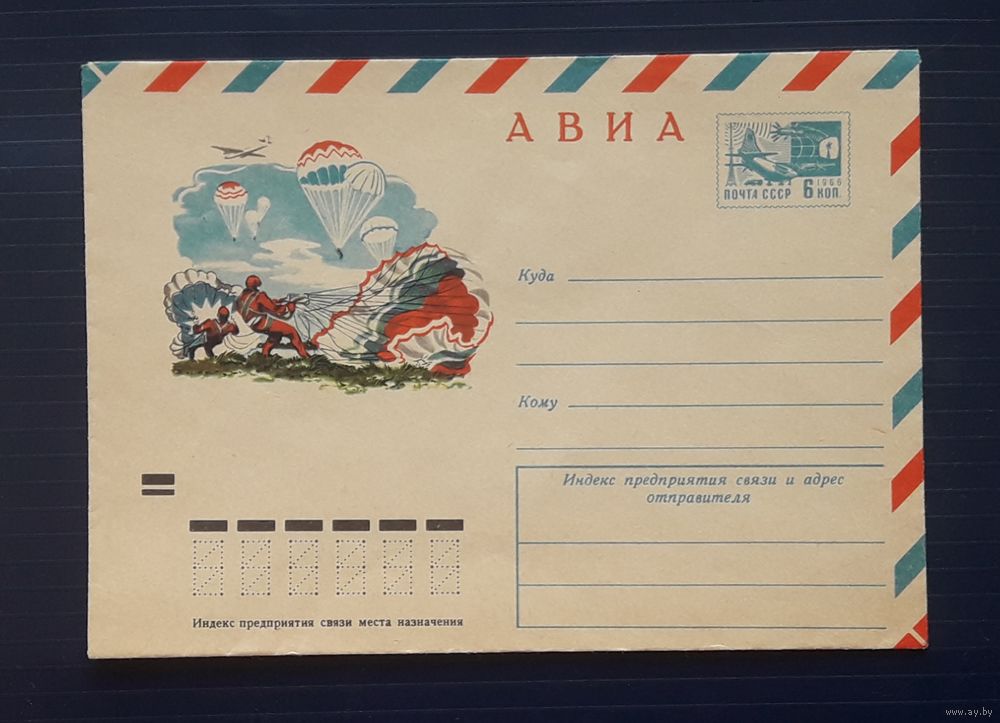 АВИА
1966
ПОЧТА СССР 6 КОП.
Куда
Кому
Индекс предприятия связи и адрес
отправителя
Индекс предприятия связи места назначения
www.ay.by